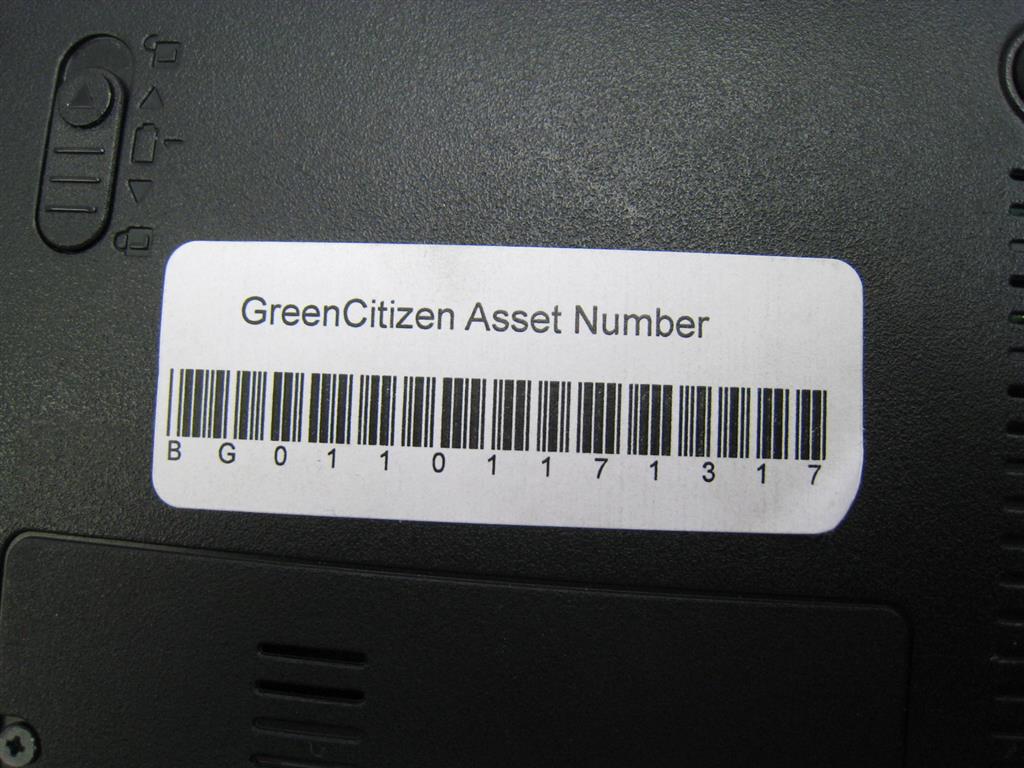 GreenCitizen Asset Number
B G 0 1 1 0 1 1 7 1 3 1 7